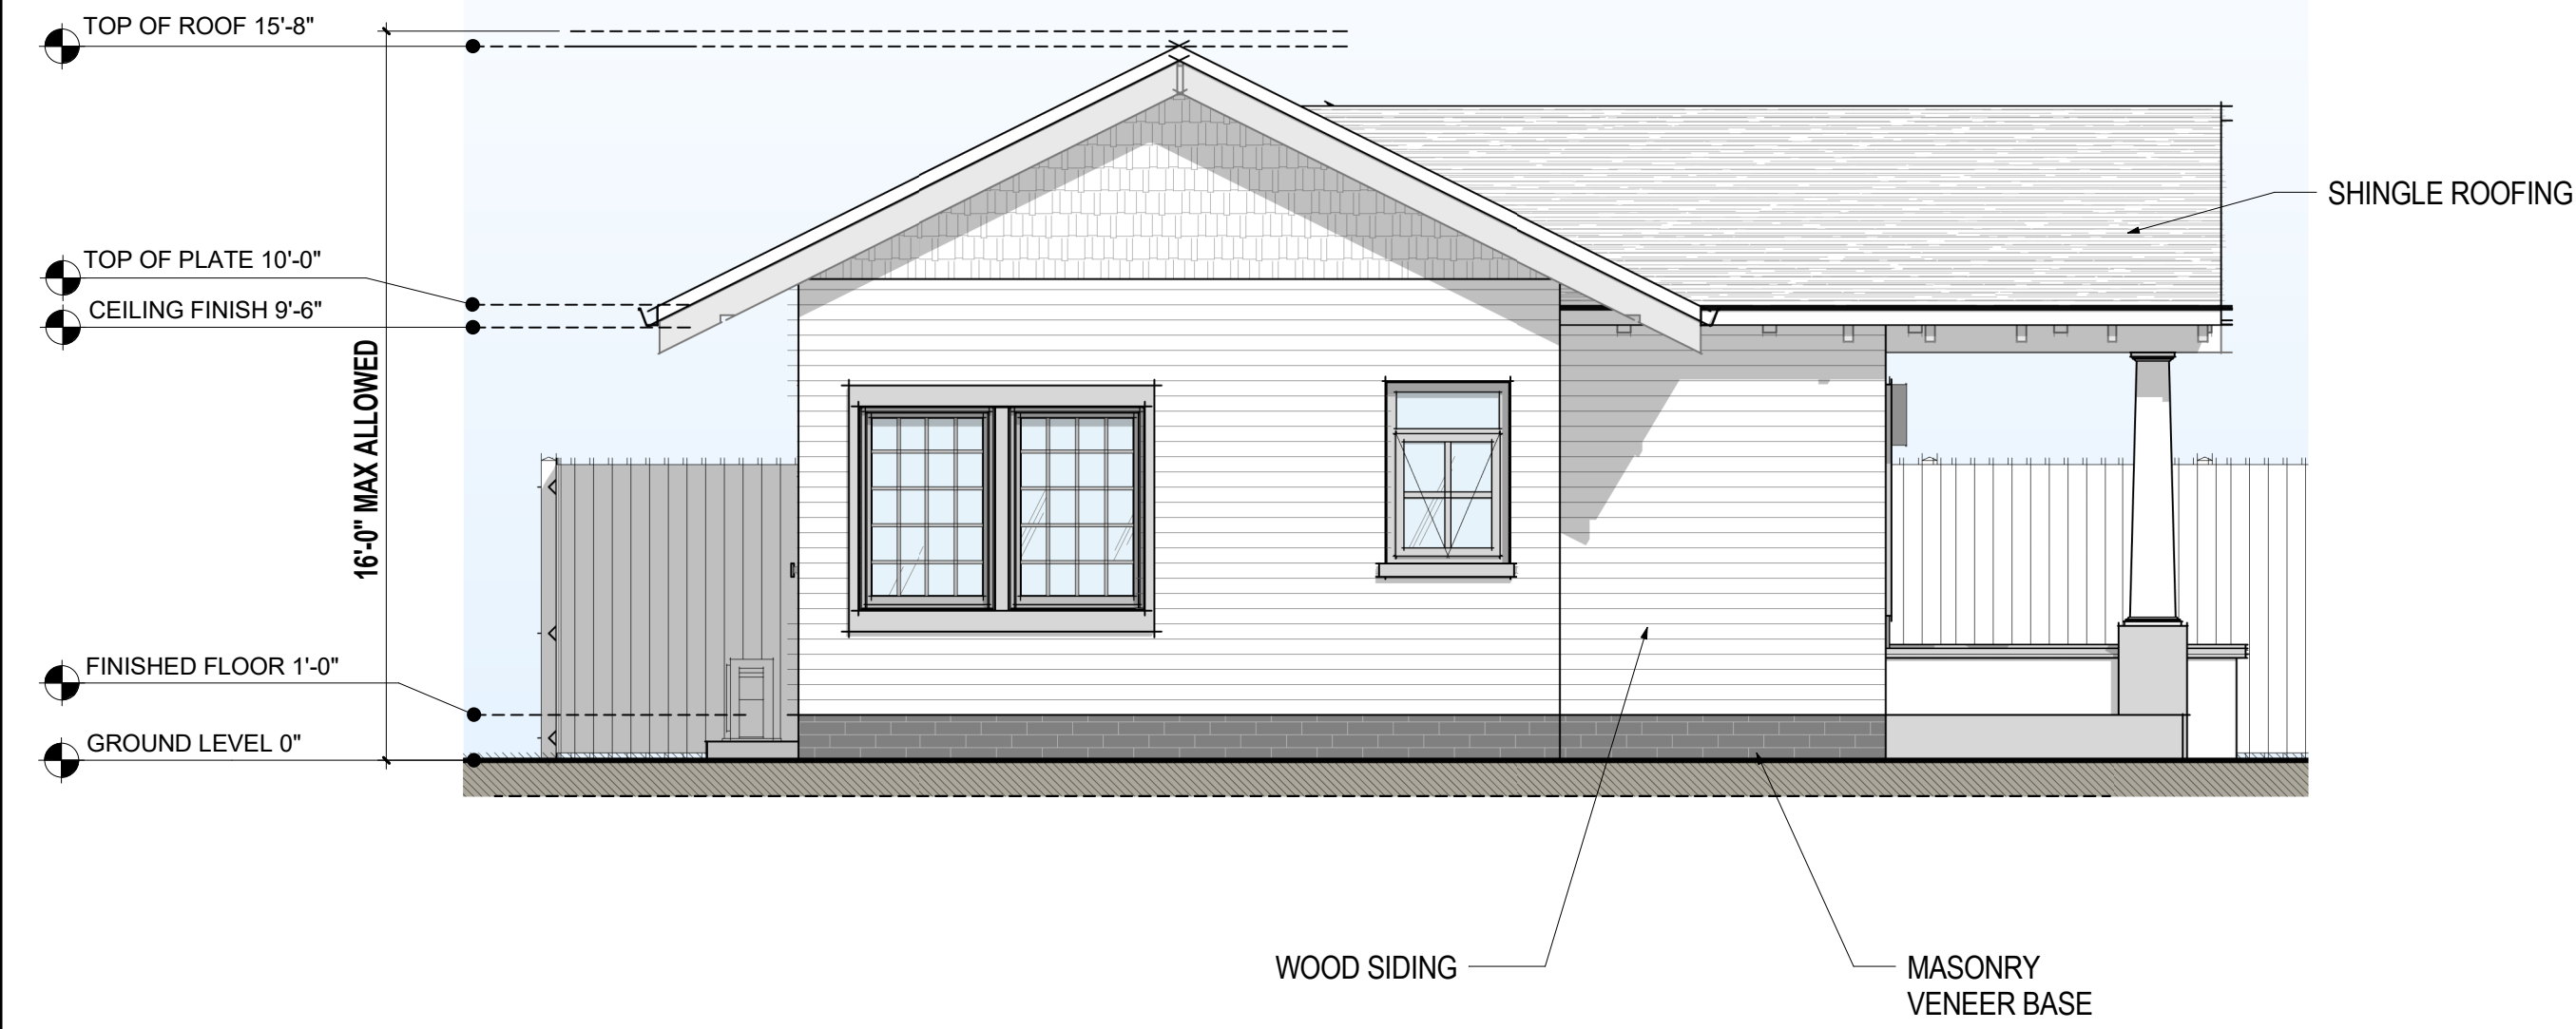 TOP OF ROOF 15'-8"
SHINGLE ROOFING
TOP OF PLATE 10'-0"
CEILING FINISH 9'-6"
16'-0" MAX ALLOWED
FINISHED FLOOR 1'-0"
GROUND LEVEL 0"
WOOD SIDING
MASONRY
VENEER BASE